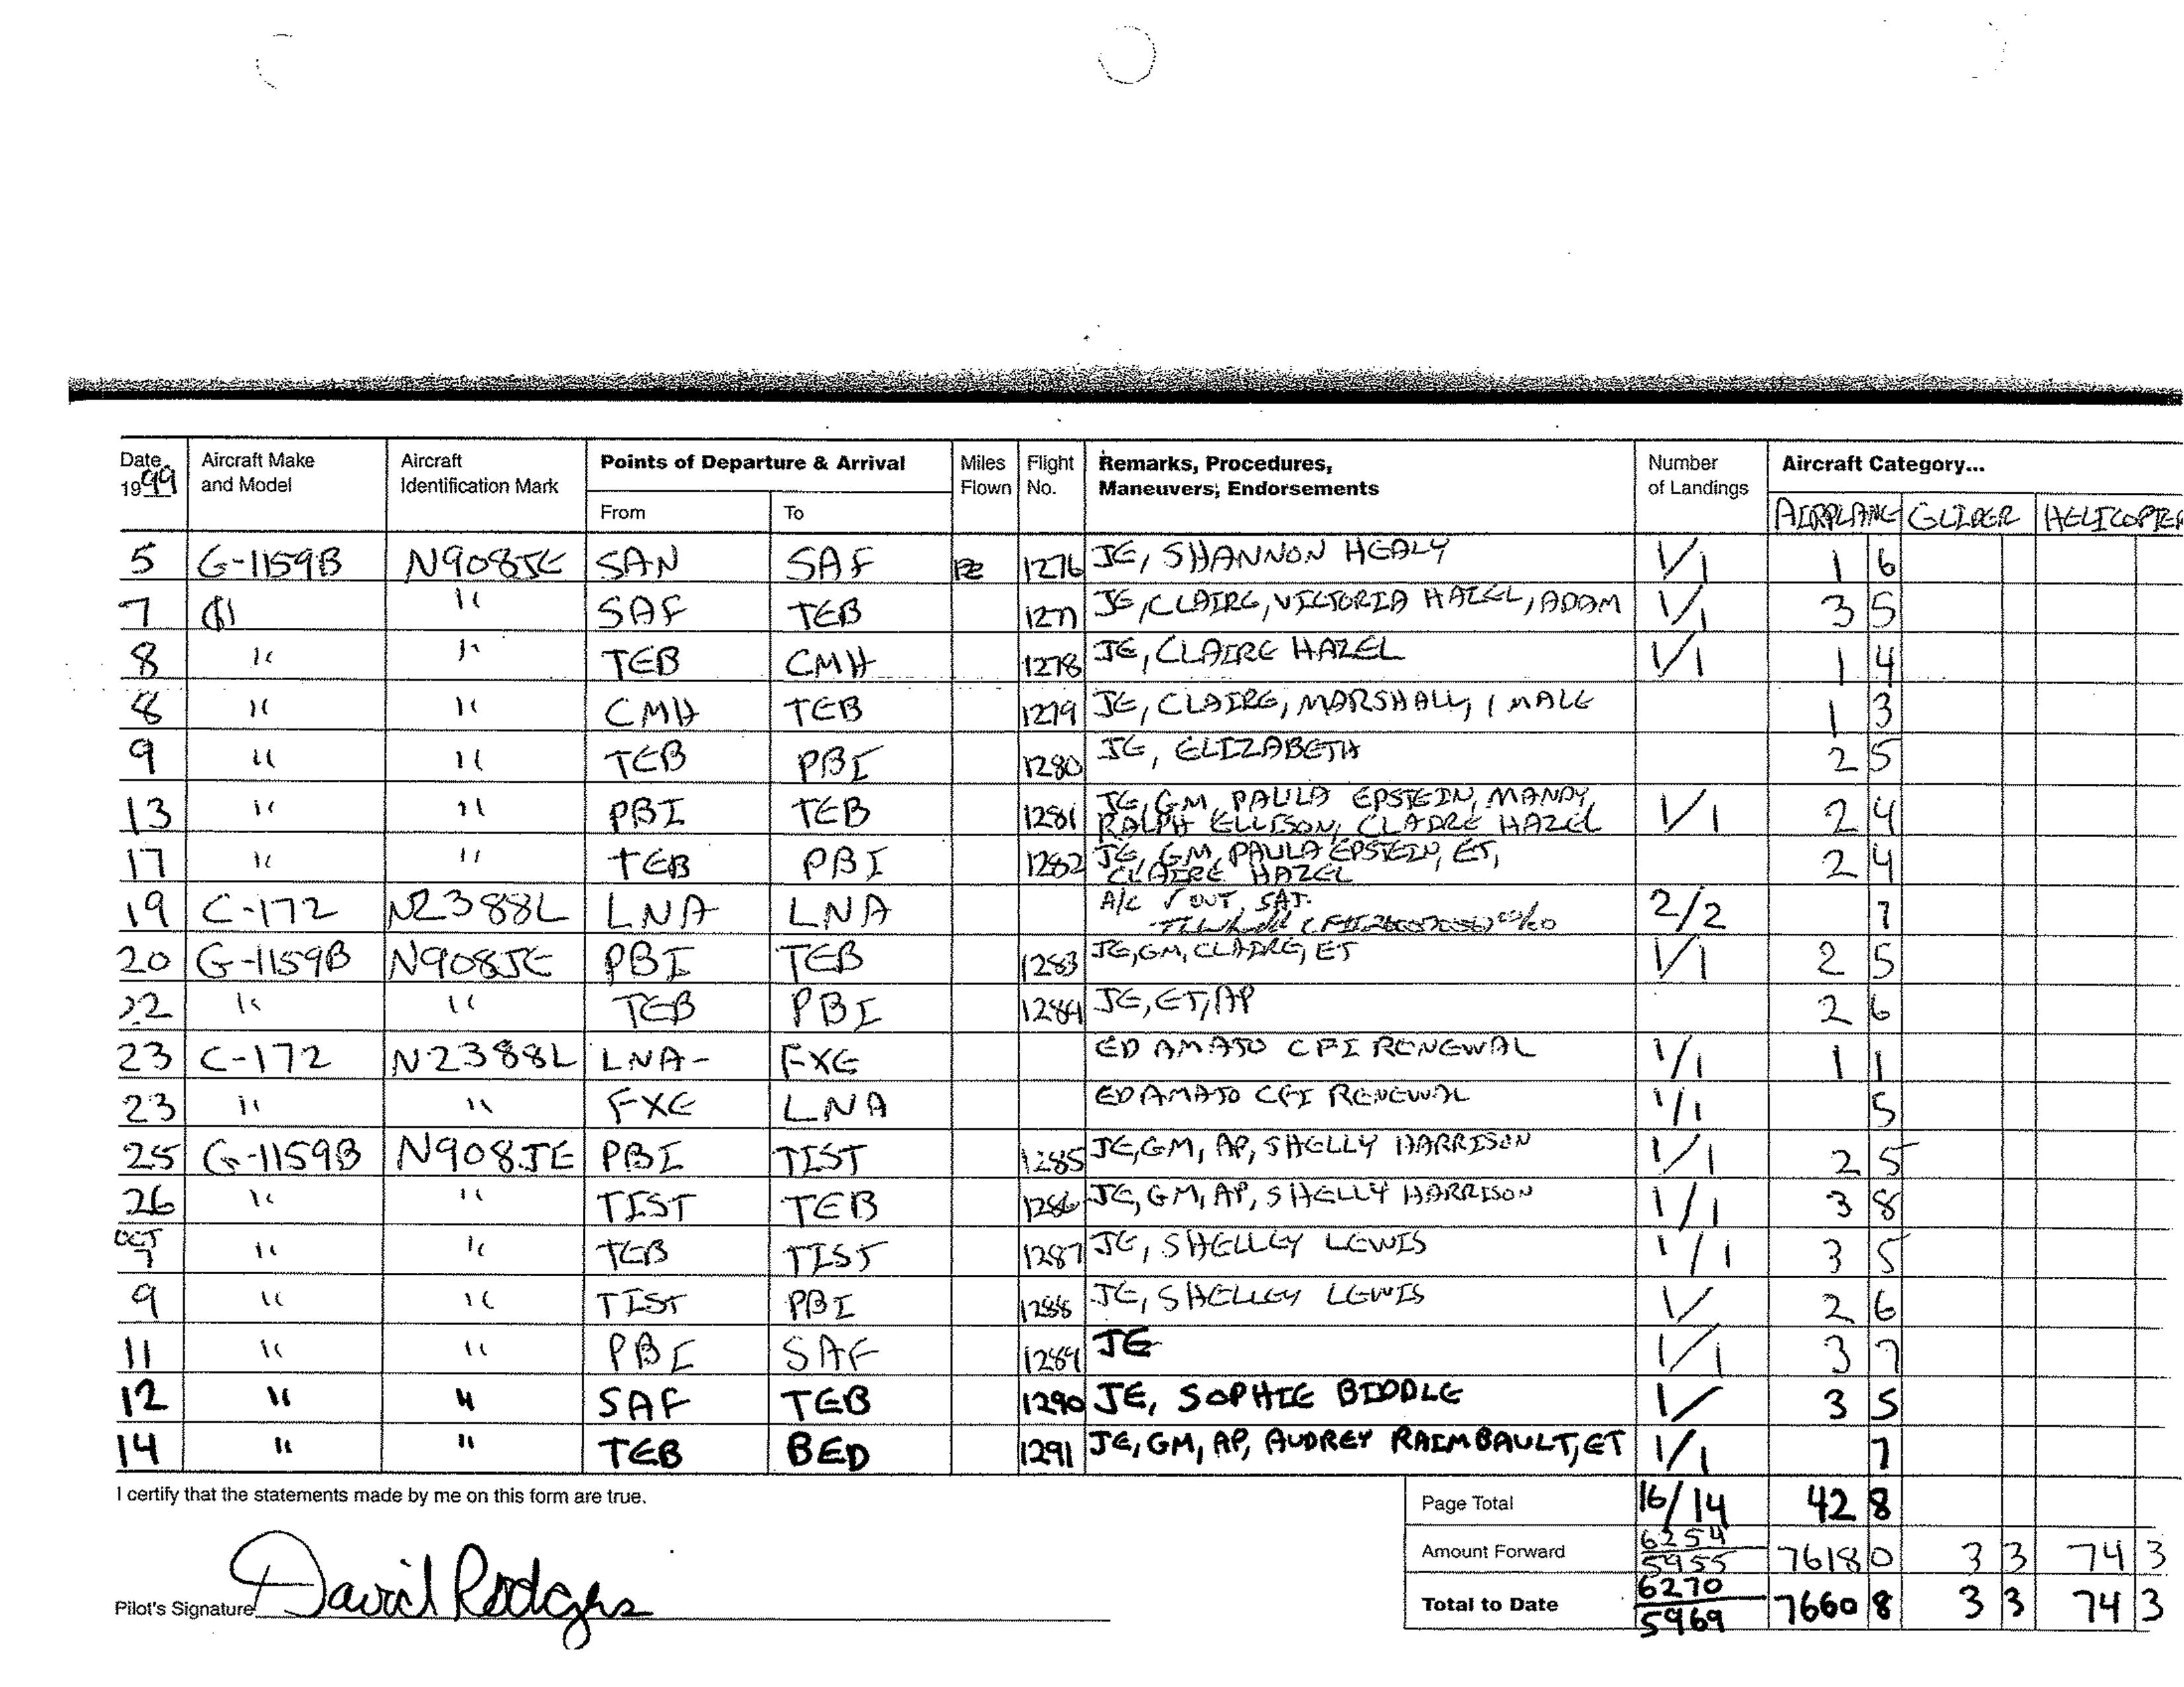 Date 1999 Aircraft Make and Model Aircraft Identification Mark Points of Departure & Arrival From To Miles Flown Flight No. Remarks, Procedures, Maneuvers, Endorsements Number of Landings Aircraft Category... AIRPLANE GLIDER HELICOPTER
5 G-1159B N908JE SAN SAF 1276 JE, SHANNON HEALY 1/1 1 6
7 " SAF TEB 1277 JE, CLAIRE, VICTORIA HAZEL, ADAM 1/1 3 5
8 " " TEB CMH 1278 JE, CLAIRE HAZEL 1/1 1 4
8 " " CMH TEB 1279 JE, CLAIRE, MARSHALL, 1 MALE 1 3
9 " " TEB PBI 1280 JE, ELIZABETH 2 5
13 " " PBI TEB 1281 JE, GM, PAULA EPSTEIN, MANDY, RALPH ELLISON, CLAIRE HAZEL 1/1 2 4
17 " " TEB PBI 1282 JE, GM, PAULA EPSTEIN, ET, CLAIRE HAZEL 2 4
19 C-172 N2388L LNA LNA A/C √ OUT, SAT. 2/2 7
20 G-1159B N908JE PBI TEB 1283 JE, GM, CLAIRE, ET 1/1 2 5
22 " " TEB PBI 1284 JE, ET, AP 2 6
23 C-172 N2388L LNA- FXE ED AMATO CFI RENEWAL 1/1 1 1
23 " " FXE LNA ED AMATO CFI RENEWAL 1/1 5
25 G-1159B N908JE PBI TIST 1285 JE, GM, AP, SHELLY HARRISON 1/1 2 5
26 " " TIST TEB 1286 JE, GM, AP, SHELLY HARRISON 1/1 3 8
OCT 7 " " TEB TIST 1287 JE, SHELLEY LEWIS 1/1 3 5
9 " " TIST PBI 1288 JE, SHELLEY LEWIS 1/ 2 6
11 " " PBI SAF 1289 JE 1/1 3 7
12 " " SAF TEB 1290 JE, SOPHIE BIDDLE 1/ 3 5
14 " " TEB BED 1291 JE, GM, AP, AUDREY RAIMBAULT, ET 1/1 7
I certify that the statements made by me on this form are true.
Page Total 16/14 42 8
Amount Forward 6254 5955 7618 0 3 3 74 3
Total to Date 6270 5969 7660 8 3 3 74 3
Pilot's Signature David Rodgers